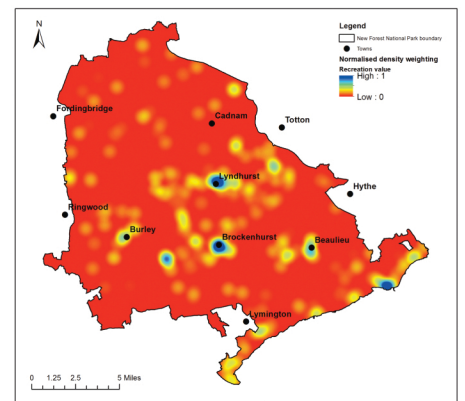 N
Legend
New Forest National Park boundary
Towns
Normalised density weighting
Recreation value
High : 1
Low : 0
Fordingbridge
Cadnam
Totton
Lyndhurst
Hythe
Ringwood
Burley
Brockenhurst
Beaulieu
Lymington
0 1.25 2.5 5 Miles